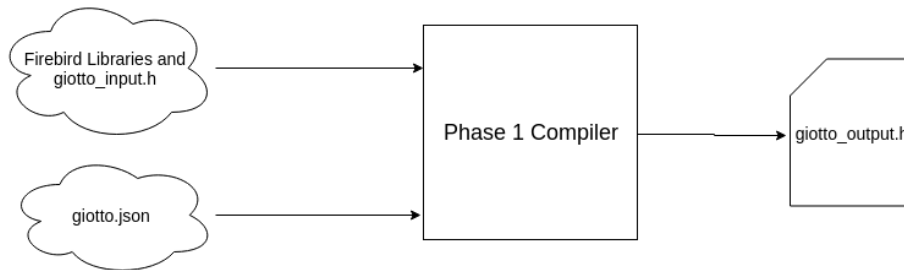 Firebird Libraries and
giotto_input.h
Phase 1 Compiler
giotto_output.h
giotto.json